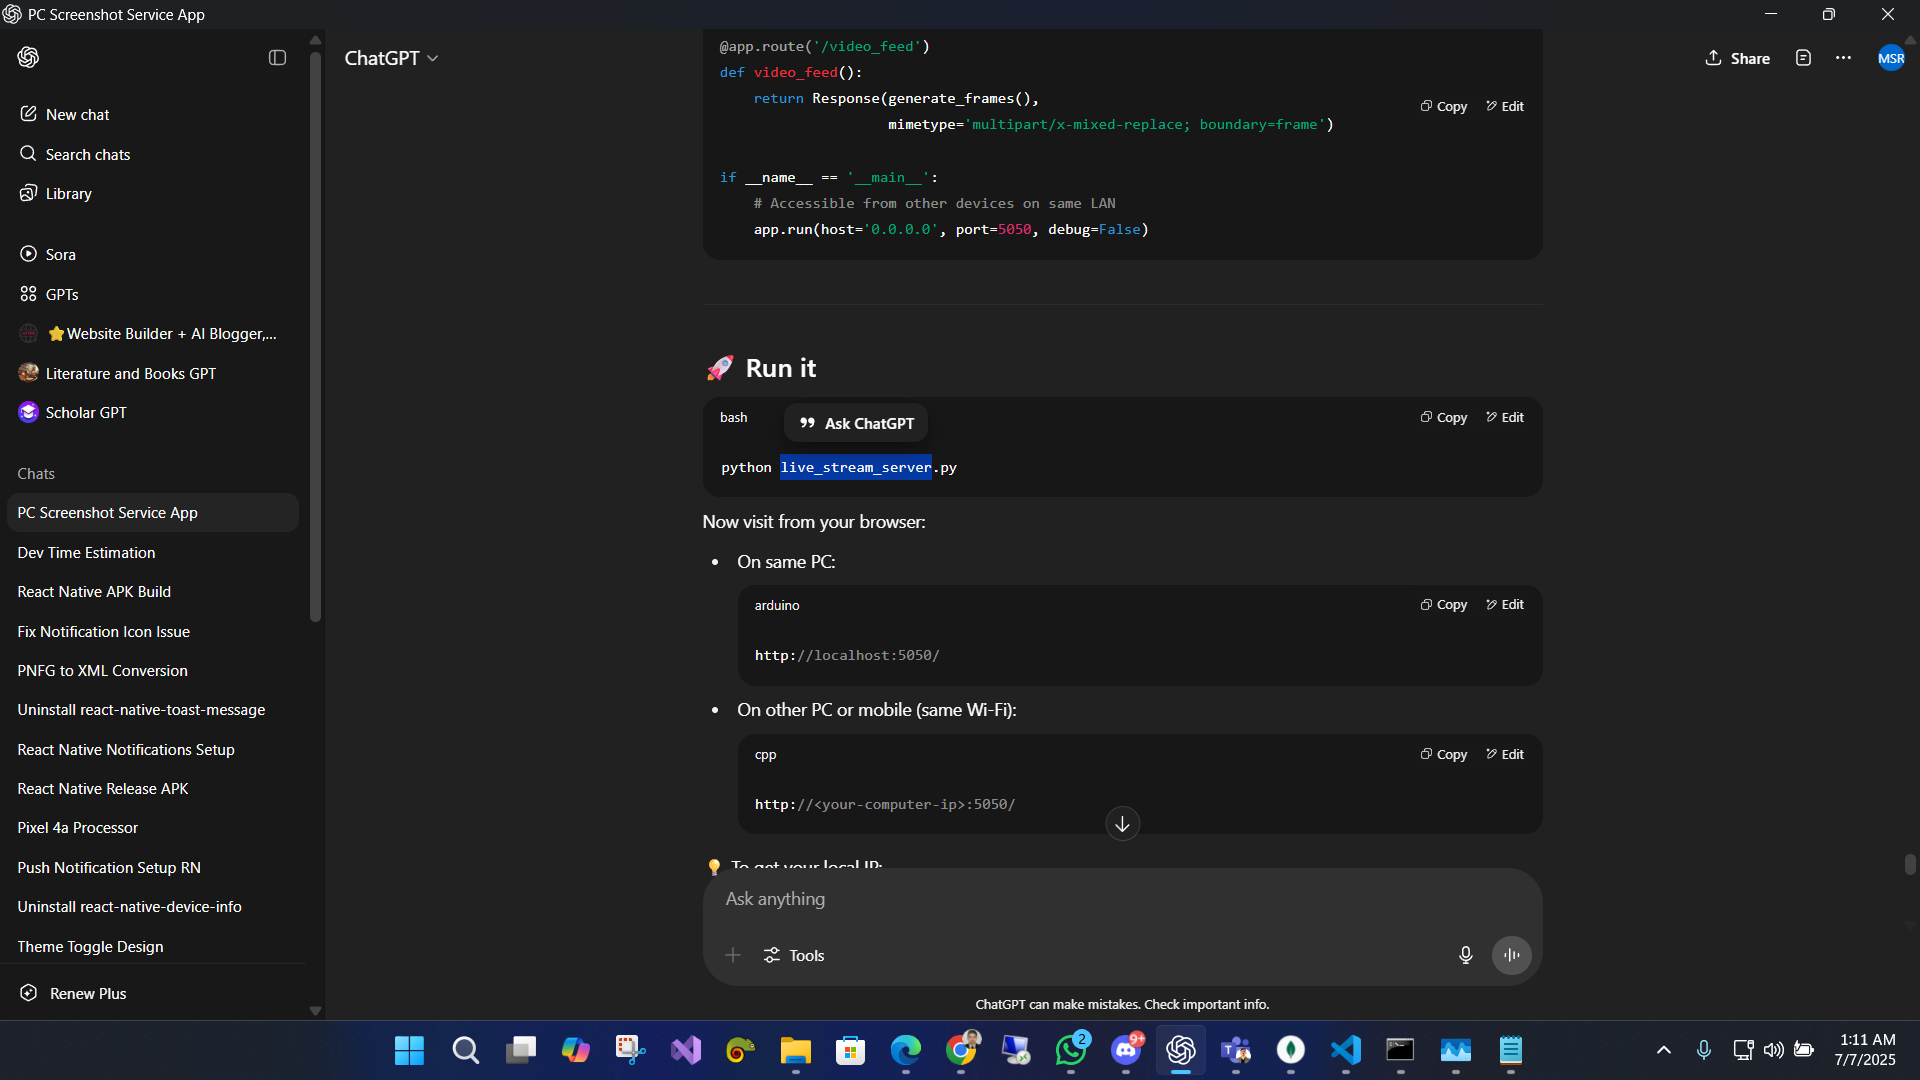 PC Screenshot Service App
ChatGPT
Share
MSR
New chat
Search chats
Library
Sora
GPTs
⭐Website Builder + AI Blogger,...
Literature and Books GPT
Scholar GPT
Chats
PC Screenshot Service App
Dev Time Estimation
React Native APK Build
Fix Notification Icon Issue
PNFG to XML Conversion
Uninstall react-native-toast-message
React Native Notifications Setup
React Native Release APK
Pixel 4a Processor
Push Notification Setup RN
Uninstall react-native-device-info
Theme Toggle Design
Renew Plus
@app.route('/video_feed')
def video_feed():
    return Response(generate_frames(),
Copy Edit
                    mimetype='multipart/x-mixed-replace; boundary=frame')
if __name__ == '__main__':
    # Accessible from other devices on same LAN
    app.run(host='0.0.0.0', port=5050, debug=False)
🚀 Run it
bash
Ask ChatGPT
Copy Edit
python live_stream_server.py
Now visit from your browser:
• On same PC:
arduino
Copy Edit
http://localhost:5050/
• On other PC or mobile (same Wi-Fi):
cpp
Copy Edit
http://<your-computer-ip>:5050/
💡 To get your local IP:
Ask anything
Tools
ChatGPT can make mistakes. Check important info.
2
9+
1:11 AM
7/7/2025